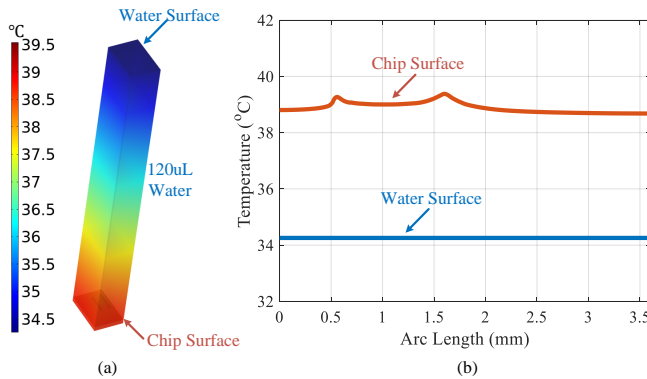 ℃
39.5
39
38.5
38
37.5
37
36.5
36
35.5
35
34.5
Water Surface
120uL
Water
Chip Surface
(a)
Temperature (°C)
42
40
38
36
34
32
Chip Surface
Water Surface
0 0.5 1 1.5 2 2.5 3 3.5
Arc Length (mm)
(b)